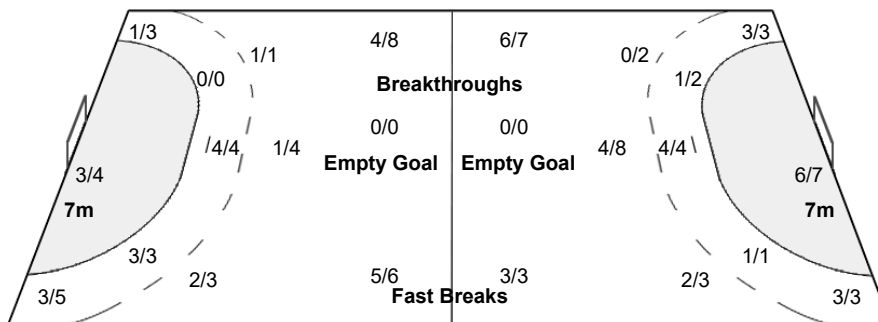 1/3 4/8 6/7 3/3
1/1 0/2
0/0 Breakthroughs 1/2
0/0 0/0
4/4 1/4 Empty Goal Empty Goal 4/8 4/4
3/4 6/7
7m 7m
3/3 1/1
2/3 5/6 3/3 2/3
3/5 Fast Breaks 3/3